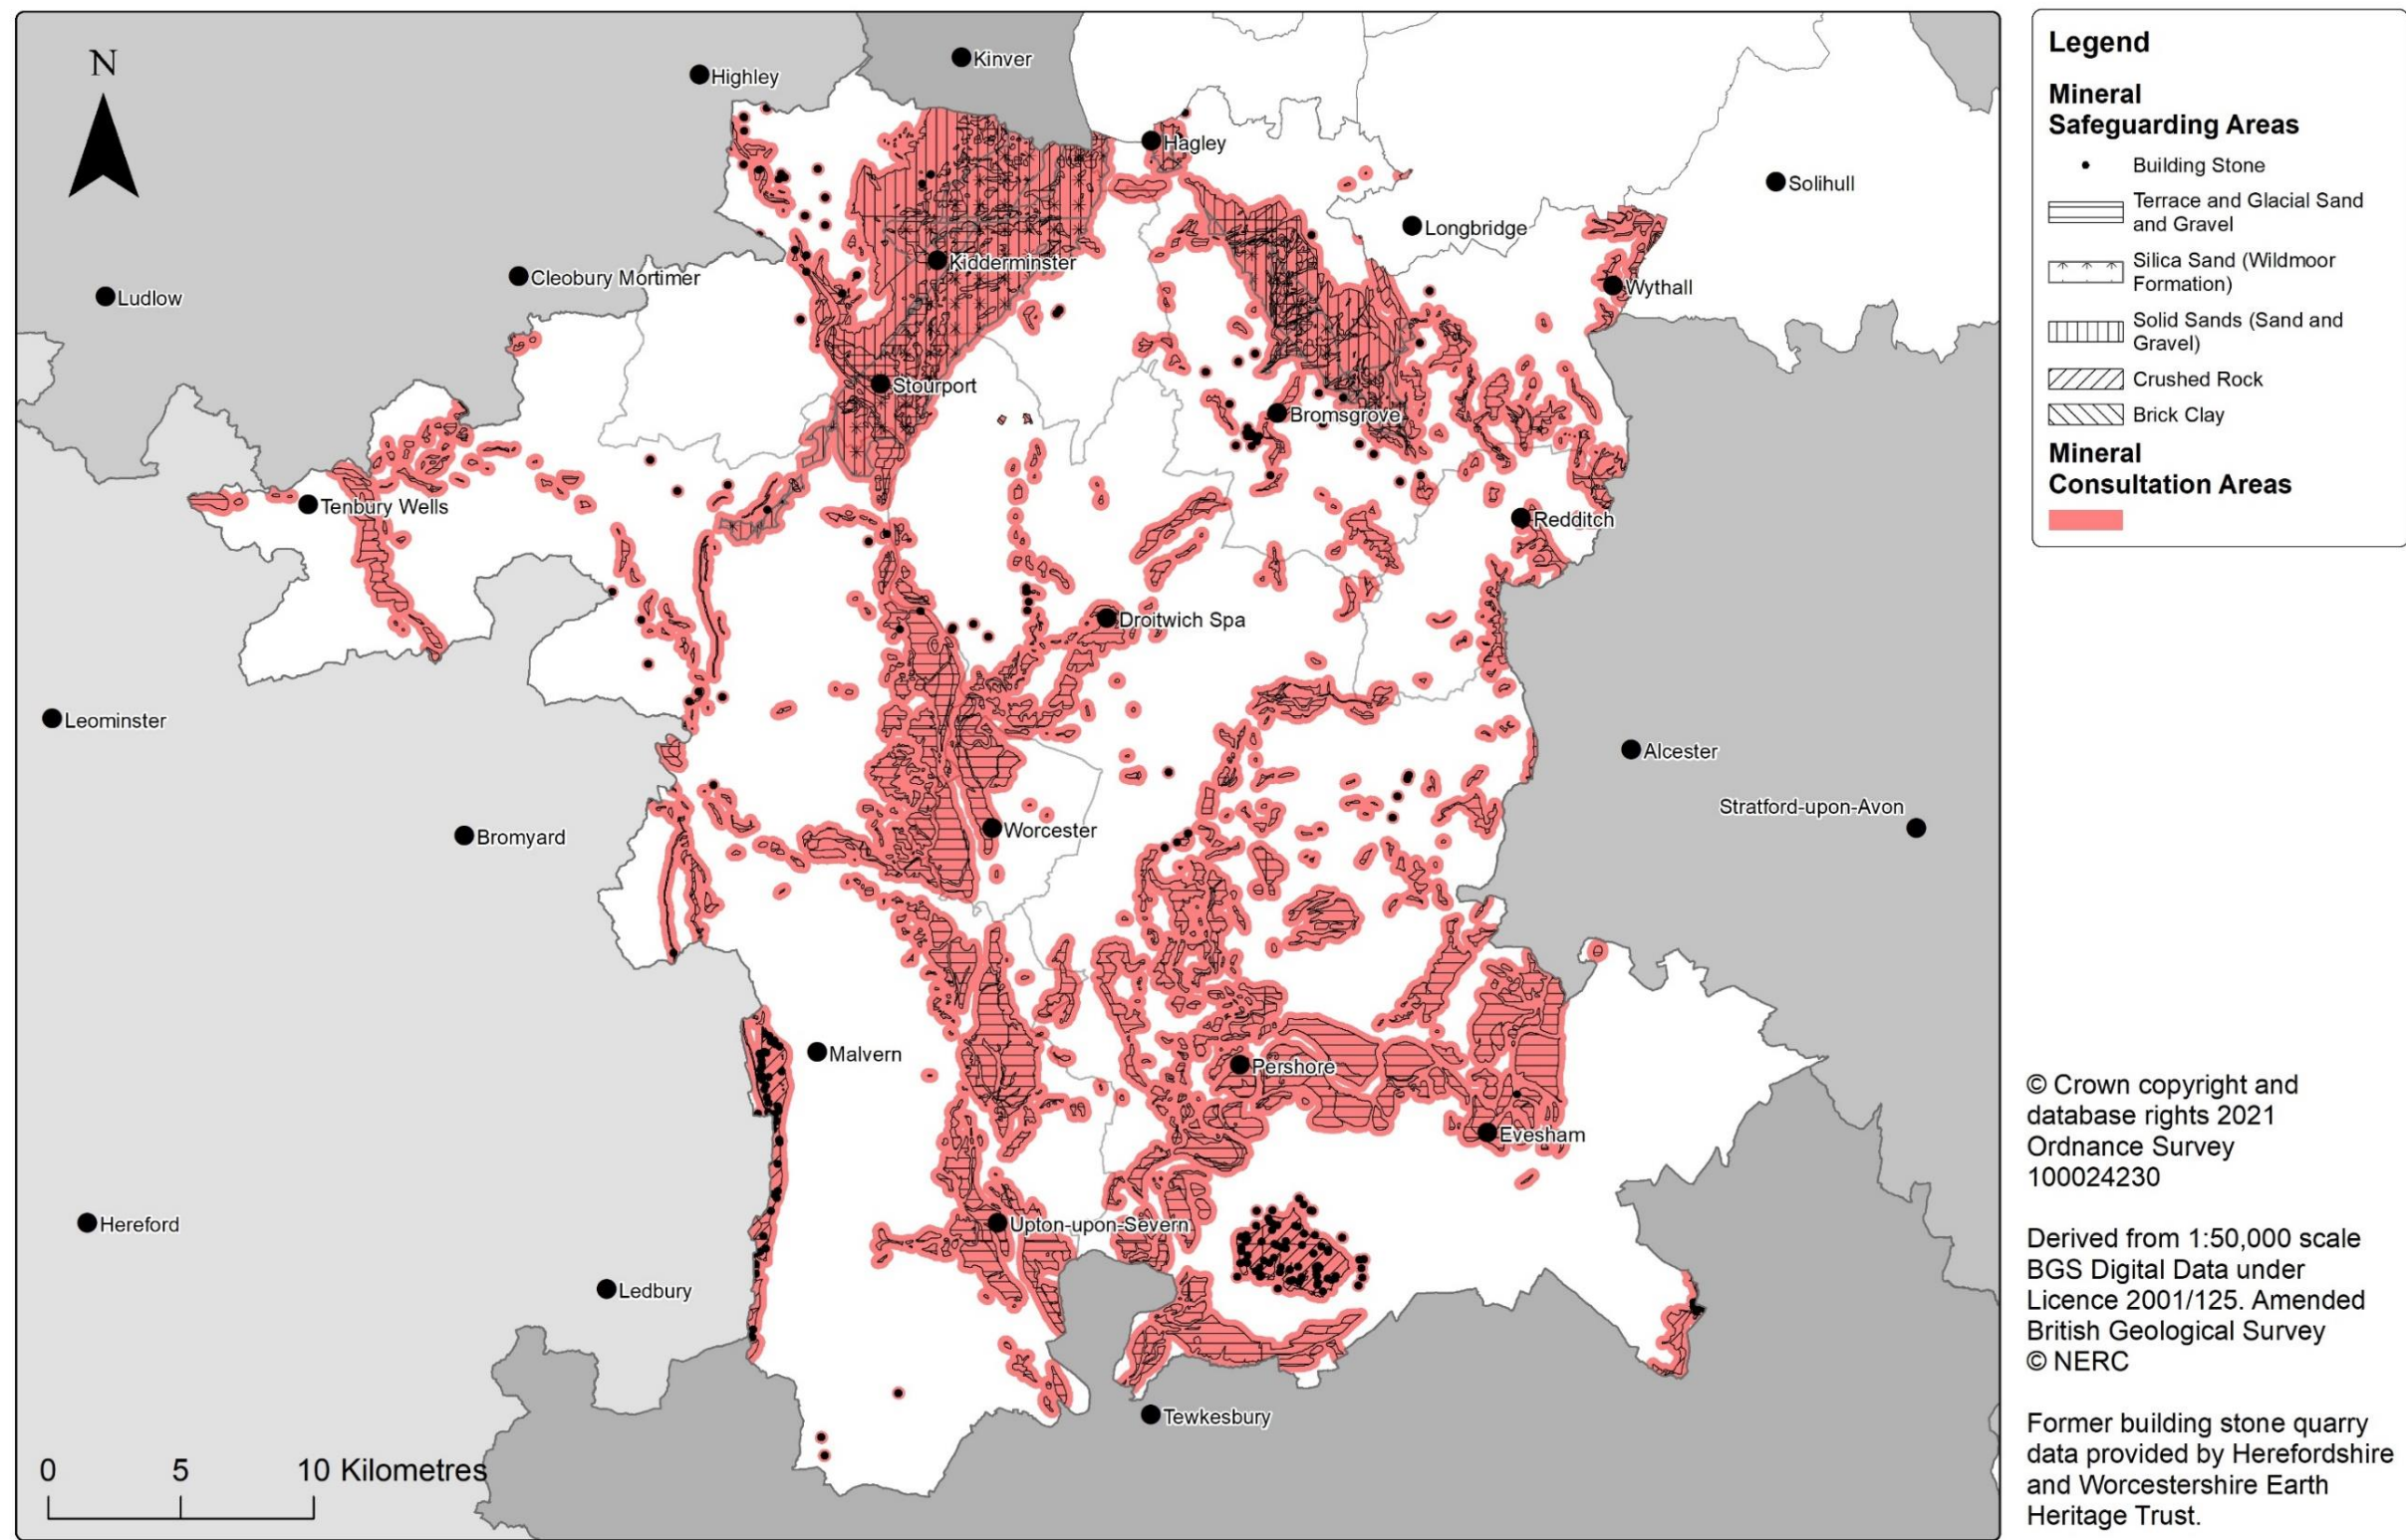 N
Highley
Kinver
Hagley
Solihull
Longbridge
Kidderminster
Cleobury Mortimer
Ludlow
Wythall
Stourport
Bromsgrove
Tenbury Wells
Redditch
Droitwich Spa
Leominster
Alcester
Stratford-upon-Avon
Bromyard
Worcester
Malvern
Pershore
Evesham
Hereford
Upton-upon-Severn
Ledbury
Tewkesbury
0 5 10 Kilometres
Legend
Mineral
Safeguarding Areas
Building Stone
Terrace and Glacial Sand
and Gravel
Silica Sand (Wildmoor
Formation)
Solid Sands (Sand and
Gravel)
Crushed Rock
Brick Clay
Mineral
Consultation Areas
© Crown copyright and
database rights 2021
Ordnance Survey
100024230
Derived from 1:50,000 scale
BGS Digital Data under
Licence 2001/125. Amended
British Geological Survey
© NERC
Former building stone quarry
data provided by Herefordshire
and Worcestershire Earth
Heritage Trust.